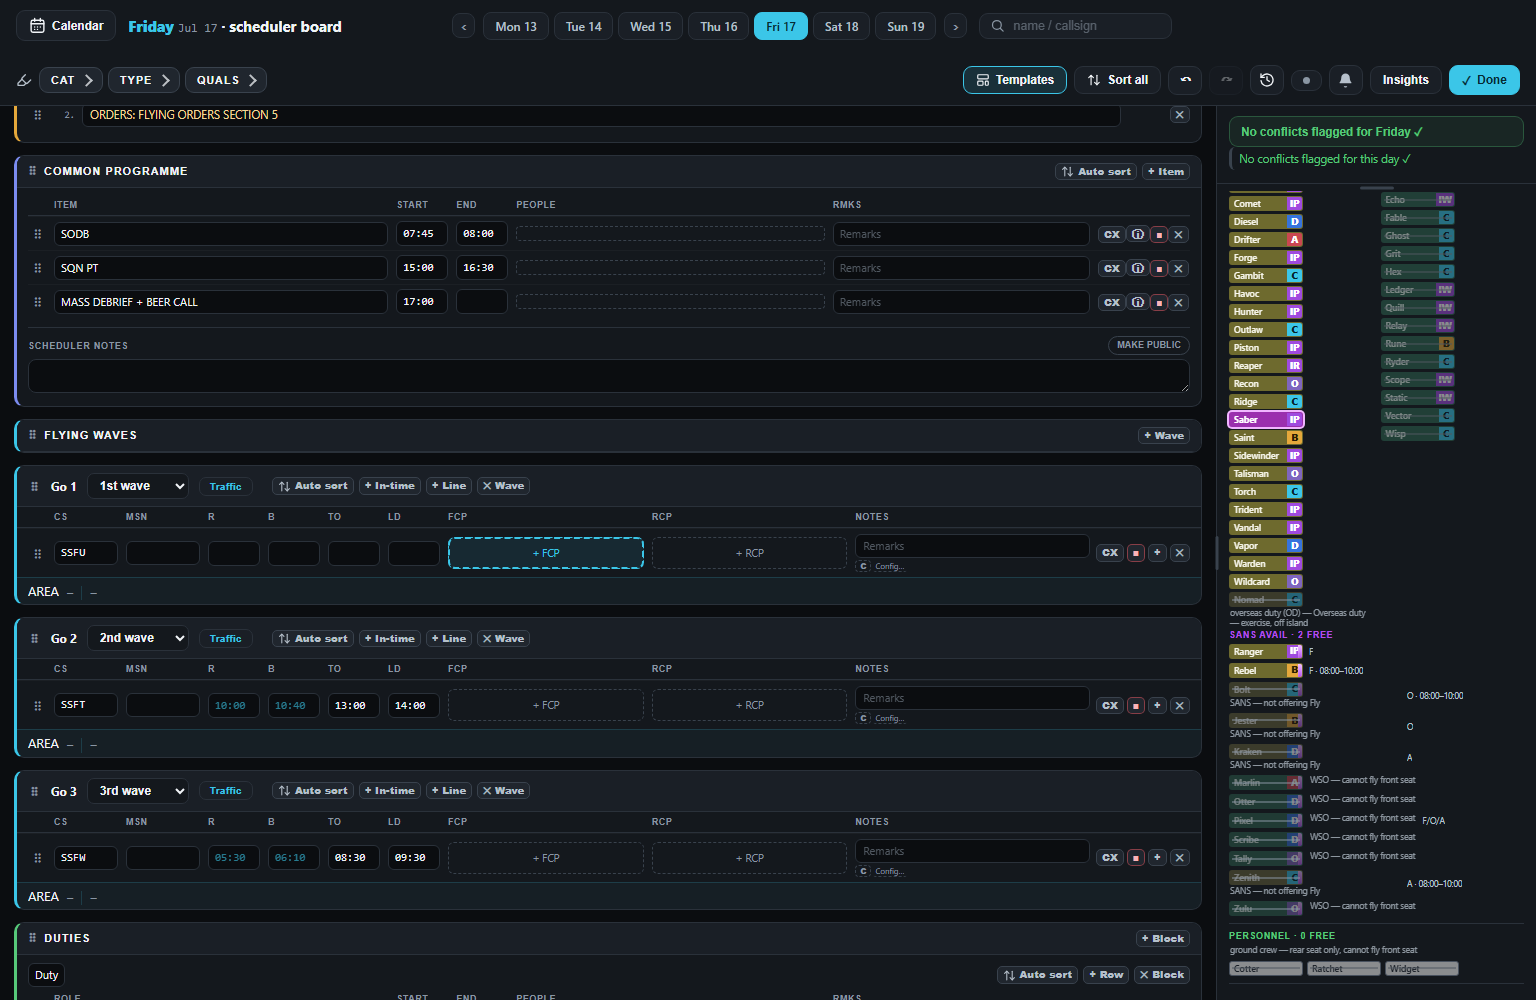 Calendar
Friday Jul 17 · scheduler board
‹ Mon 13 Tue 14 Wed 15 Thu 16 Fri 17 Sat 18 Sun 19 ›
name / callsign
CAT TYPE QUALS
Templates Sort all Insights ✓ Done
2. ORDERS: FLYING ORDERS SECTION 5
COMMON PROGRAMME
Auto sort + Item
ITEM START END PEOPLE RMKS
SODB 07:45 08:00 Remarks CX
SQN PT 15:00 16:30 Remarks CX
MASS DEBRIEF + BEER CALL 17:00 Remarks CX
SCHEDULER NOTES MAKE PUBLIC
FLYING WAVES + Wave
Go 1 1st wave Traffic Auto sort + In-time + Line X Wave
CS MSN R B TO LD FCP RCP NOTES
SSFU + FCP + RCP Remarks CX
C Config...
AREA – –
Go 2 2nd wave Traffic Auto sort + In-time + Line X Wave
CS MSN R B TO LD FCP RCP NOTES
SSFT 10:00 10:40 13:00 14:00 + FCP + RCP Remarks CX
C Config...
AREA – –
Go 3 3rd wave Traffic Auto sort + In-time + Line X Wave
CS MSN R B TO LD FCP RCP NOTES
SSFW 05:30 06:10 08:30 09:30 + FCP + RCP Remarks CX
C Config...
AREA – –
DUTIES + Block
Duty Auto sort + Row X Block
ROLE START END PEOPLE RMKS
No conflicts flagged for Friday ✓
No conflicts flagged for this day ✓
Comet IP
Diesel D
Drifter A
Forge IP
Gambit C
Havoc IP
Hunter IP
Outlaw C
Piston IP
Reaper IR
Recon O
Ridge C
Saber IP
Saint B
Sidewinder IP
Talisman O
Torch C
Trident IP
Vandal IP
Vapor D
Warden IP
Wildcard O
Nomad C
overseas duty (OD) — Overseas duty
— exercise, off island
Echo IW
Fable C
Ghost C
Grit C
Hex C
Ledger IW
Quill IW
Relay IW
Rune B
Ryder C
Scope IW
Static IW
Vector C
Wisp C
SANS AVAIL · 2 FREE
Ranger IP F
Rebel B F · 08:00–10:00
Bolt C O · 08:00–10:00
SANS — not offering Fly
Jester B O
SANS — not offering Fly
Kraken D A
SANS — not offering Fly
Marlin A WSO — cannot fly front seat
Otter D WSO — cannot fly front seat
Pixel D WSO — cannot fly front seat F/O/A
Scribe D WSO — cannot fly front seat
Tally O WSO — cannot fly front seat
Zenith C A · 08:00–10:00
SANS — not offering Fly
Zulu O WSO — cannot fly front seat
PERSONNEL · 0 FREE
ground crew — rear seat only, cannot fly front seat
Cotter Ratchet Widget